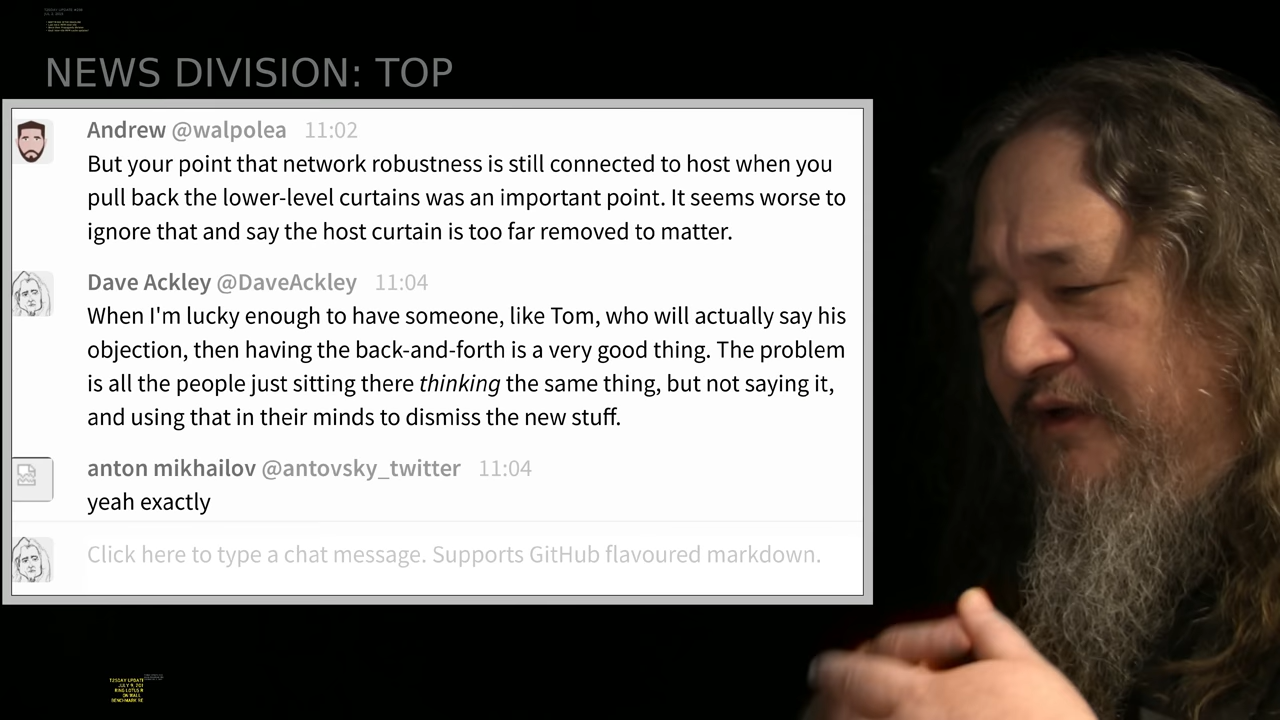 NEWS DIVISION: TOP
Andrew @walpolea 11:02
But your point that network robustness is still connected to host when you
pull back the lower-level curtains was an important point. It seems worse to
ignore that and say the host curtain is too far removed to matter.
Dave Ackley @DaveAckley 11:04
When I'm lucky enough to have someone, like Tom, who will actually say his
objection, then having the back-and-forth is a very good thing. The problem
is all the people just sitting there thinking the same thing, but not saying it,
and using that in their minds to dismiss the new stuff.
anton mikhailov @antovsky_twitter 11:04
yeah exactly
Click here to type a chat message. Supports GitHub flavoured markdown.
T2SDAY UPDATE